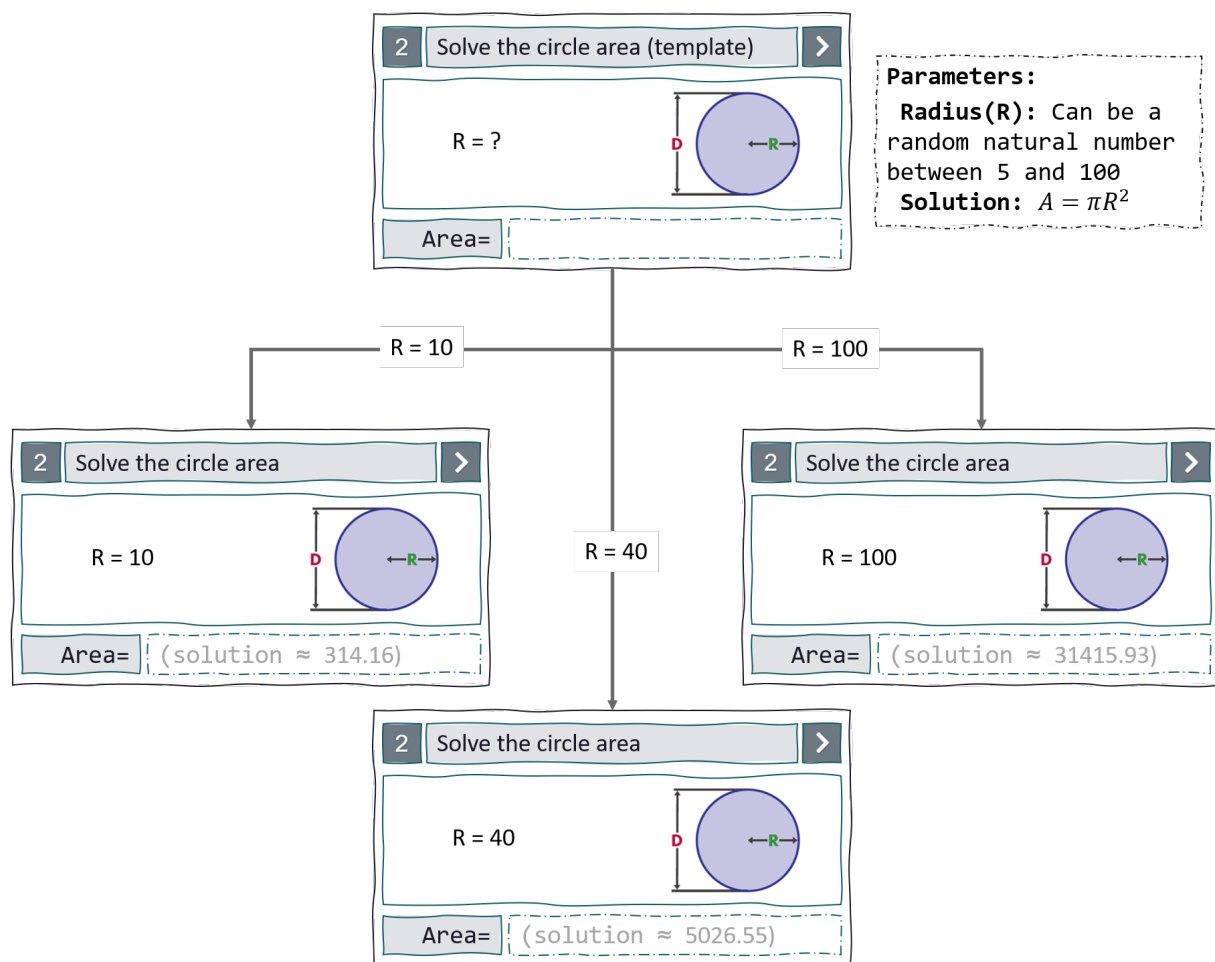 2 Solve the circle area (template)
R = ?
D
R
Area=
Parameters:
Radius(R): Can be a
random natural number
between 5 and 100
Solution: A = πR²
R = 10
R = 100
2 Solve the circle area
R = 10
D
R
Area= (solution ≈ 314.16)
R = 40
2 Solve the circle area
R = 100
D
R
Area= (solution ≈ 31415.93)
2 Solve the circle area
R = 40
D
R
Area= (solution ≈ 5026.55)